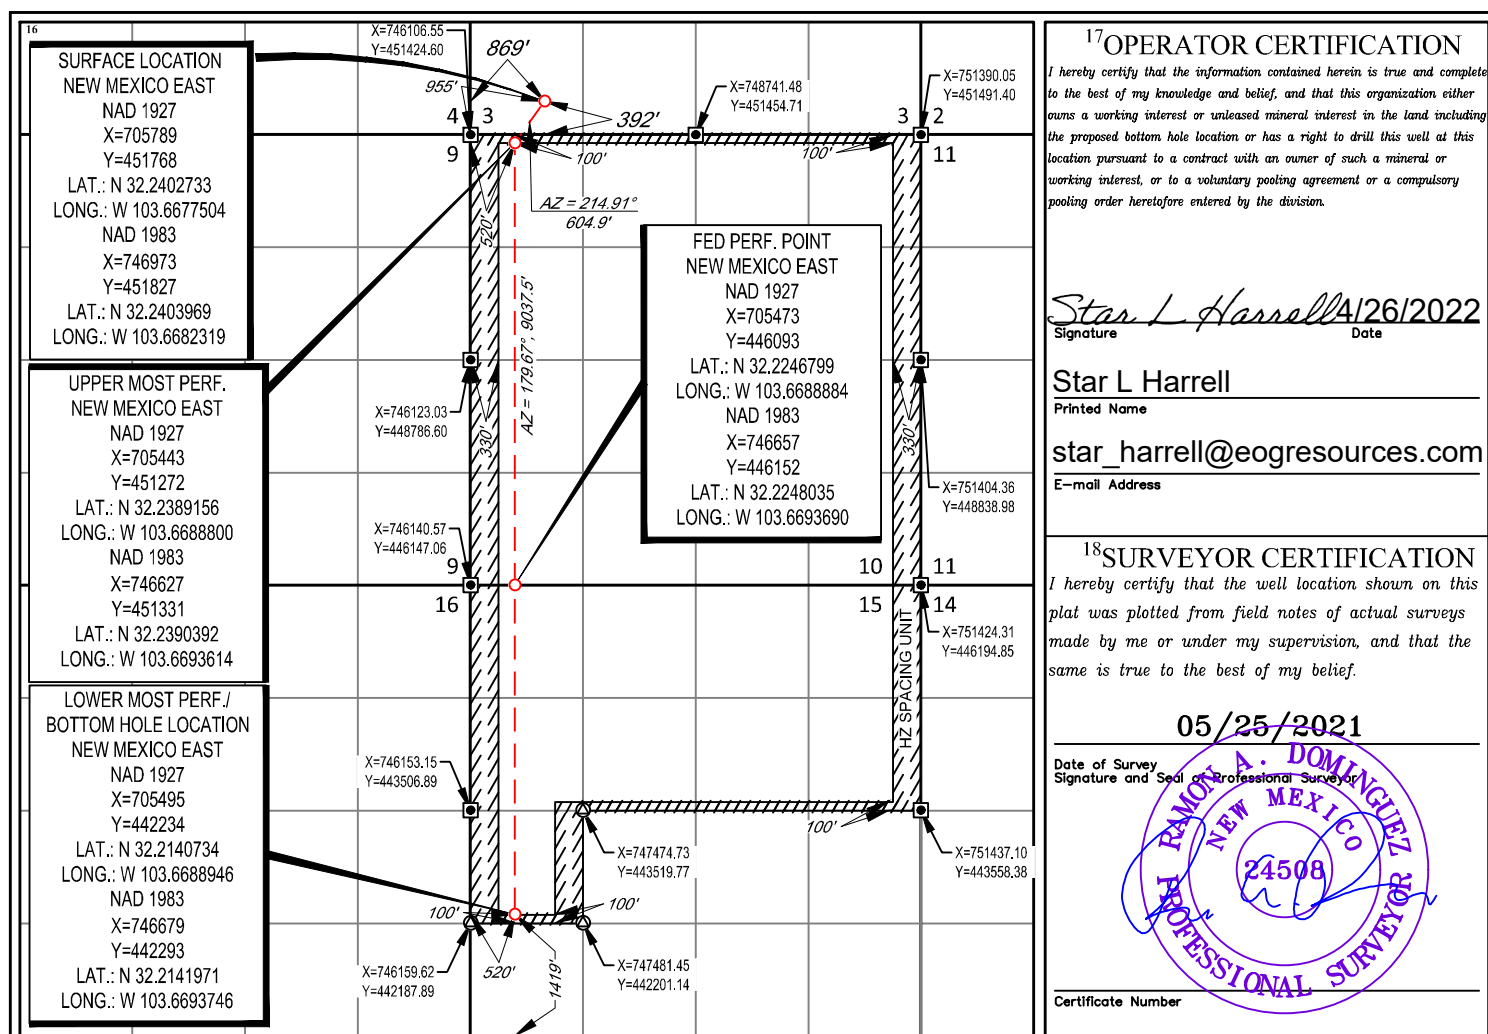 16
SURFACE LOCATION
NEW MEXICO EAST
NAD 1927
X=705789
Y=451768
LAT.: N 32.2402733
LONG.: W 103.6677504
NAD 1983
X=746973
Y=451827
LAT.: N 32.2403969
LONG.: W 103.6682319
UPPER MOST PERF.
NEW MEXICO EAST
NAD 1927
X=705443
Y=451272
LAT.: N 32.2389156
LONG.: W 103.6688800
NAD 1983
X=746627
Y=451331
LAT.: N 32.2390392
LONG.: W 103.6693614
LOWER MOST PERF./
BOTTOM HOLE LOCATION
NEW MEXICO EAST
NAD 1927
X=705495
Y=442234
LAT.: N 32.2140734
LONG.: W 103.6688946
NAD 1983
X=746679
Y=442293
LAT.: N 32.2141971
LONG.: W 103.6693746
X=746106.55
Y=451424.60
869'
955'
392'
X=748741.48
Y=451454.71
X=751390.05
Y=451491.40
4 3
9
3 2
11
100'
100'
520'
AZ = 214.91°
604.9'
AZ = 179.67°, 9037.5'
FED PERF. POINT
NEW MEXICO EAST
NAD 1927
X=705473
Y=446093
LAT.: N 32.2246799
LONG.: W 103.6688884
NAD 1983
X=746657
Y=446152
LAT.: N 32.2248035
LONG.: W 103.6693690
X=746123.03
Y=448786.60
330'
330'
X=751404.36
Y=448838.98
X=746140.57
Y=446147.06
9
16
10 11
15 14
X=751424.31
Y=446194.85
HZ SPACING UNIT
X=746153.15
Y=443506.89
100'
X=747474.73
Y=443519.77
X=751437.10
Y=443558.38
100'
100'
520'
1419'
X=746159.62
Y=442187.89
X=747481.45
Y=442201.14
17OPERATOR CERTIFICATION
I hereby certify that the information contained herein is true and complete
to the best of my knowledge and belief, and that this organization either
owns a working interest or unleased mineral interest in the land including
the proposed bottom hole location or has a right to drill this well at this
location pursuant to a contract with an owner of such a mineral or
working interest, or to a voluntary pooling agreement or a compulsory
pooling order heretofore entered by the division.
Star L Harrell 4/26/2022
Signature Date
Star L Harrell
Printed Name
star_harrell@eogresources.com
E-mail Address
18SURVEYOR CERTIFICATION
I hereby certify that the well location shown on this
plat was plotted from field notes of actual surveys
made by me or under my supervision, and that the
same is true to the best of my belief.
05/25/2021
Date of Survey
Signature and Seal of Professional Surveyor
RAMON A. DOMINGUEZ
NEW MEXICO
24508
PROFESSIONAL SURVEYOR
Certificate Number